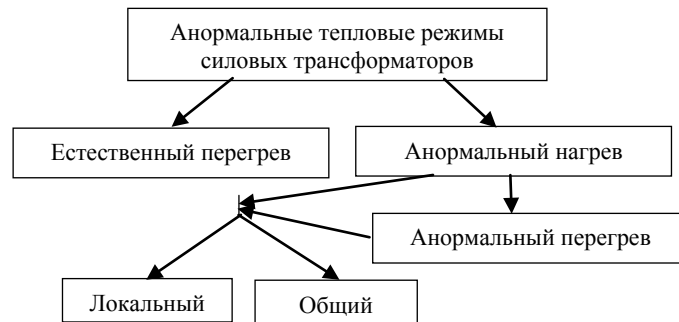 Анормальные тепловые режимы
силовых трансформаторов
Естественный перегрев
Анормальный нагрев
Анормальный перегрев
Локальный
Общий